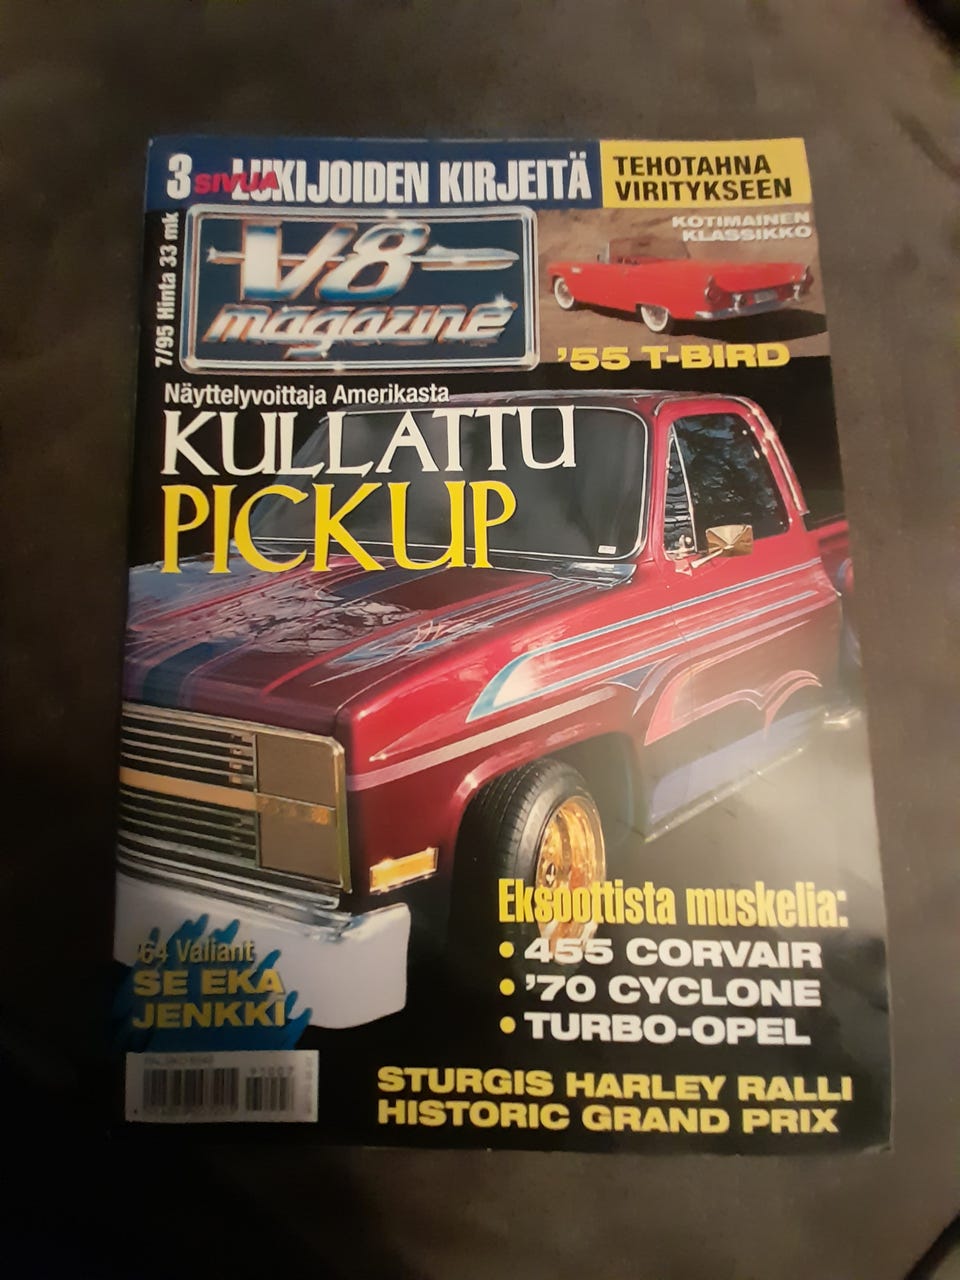 3 SIVUA LUKIJOIDEN KIRJEITÄ
TEHOTAHNA
VIRITYKSEEN
7/95 Hinta 33 mk
V8
magazine
KOTIMAINEN
KLASSIKKO
'55 T-BIRD
Näyttelyvoittaja Amerikasta
KULLATTU
PICKUP
Eksoottista muskelia:
• 455 CORVAIR
• '70 CYCLONE
• TURBO-OPEL
'64 Valiant
SE EKA
JENKKI
STURGIS HARLEY RALLI
HISTORIC GRAND PRIX